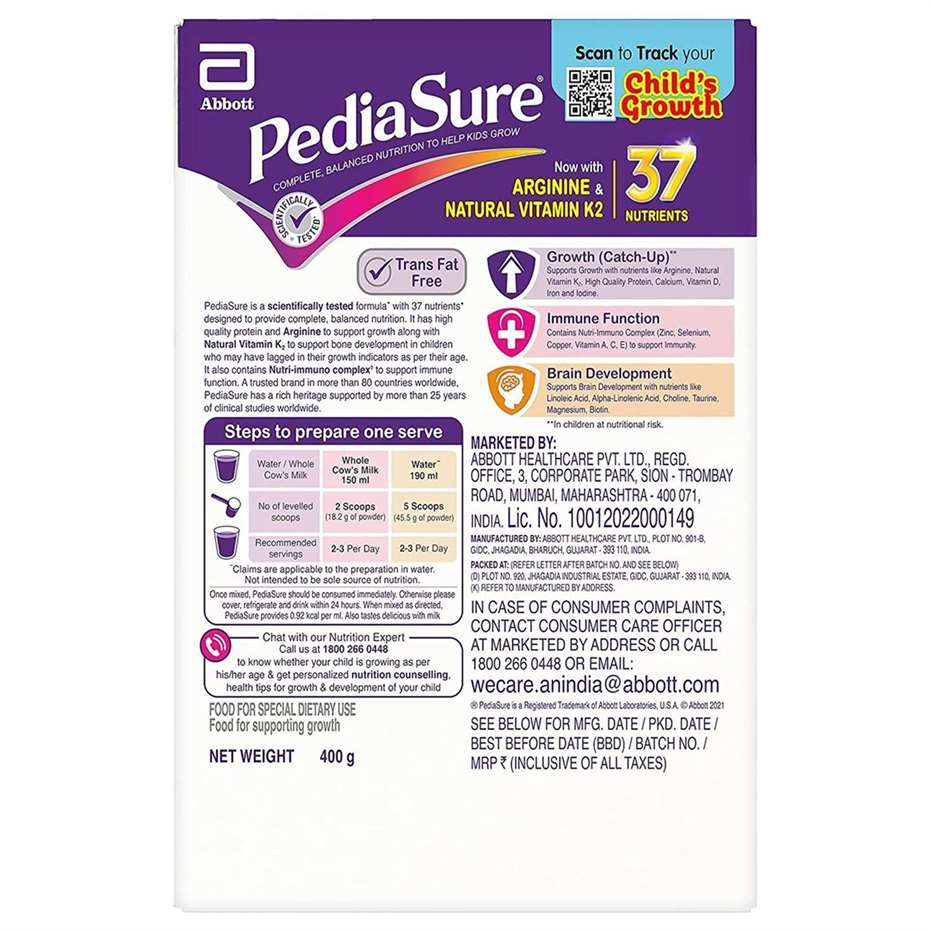 Abbott
PediaSure®
COMPLETE, BALANCED NUTRITION TO HELP KIDS GROW
SCIENTIFICALLY TESTED
Scan to Track your
Child's
Growth
Now with
ARGININE &
NATURAL VITAMIN K2
37
NUTRIENTS
Trans Fat
Free
PediaSure is a scientifically tested formula^ with 37 nutrients*
designed to provide complete, balanced nutrition. It has high
quality protein and Arginine to support growth along with
Natural Vitamin K₂ to support bone development in children
who may have lagged in their growth indicators as per their age.
It also contains Nutri-immuno complex to support immune
function. A trusted brand in more than 80 countries worldwide,
PediaSure has a rich heritage supported by more than 25 years
of clinical studies worldwide.
Growth (Catch-Up)**
Supports Growth with nutrients like Arginine, Natural
Vitamin K₂, High Quality Protein, Calcium, Vitamin D,
Iron and Iodine.
Immune Function
Contains Nutri-Immuno Complex (Zinc, Selenium,
Copper, Vitamin A, C, E) to support Immunity.
Brain Development
Supports Brain Development with nutrients like
Linoleic Acid, Alpha-Linolenic Acid, Choline, Taurine,
Magnesium, Biotin.
**In children at nutritional risk.
Steps to prepare one serve
Water / Whole
Cow's Milk
Whole
Cow's Milk
150 ml
Water~
190 ml
No of levelled
scoops
2 Scoops
(18.2 g of powder)
5 Scoops
(45.5 g of powder)
Recommended
servings
2-3 Per Day
2-3 Per Day
~Claims are applicable to the preparation in water.
Not intended to be sole source of nutrition.
Once mixed, PediaSure should be consumed immediately. Otherwise please
cover, refrigerate and drink within 24 hours. When mixed as directed,
PediaSure provides 0.92 kcal per ml. Also tastes delicious with milk
Chat with our Nutrition Expert
Call us at 1800 266 0448
to know whether your child is growing as per
his/her age & get personalized nutrition counselling,
health tips for growth & development of your child
FOOD FOR SPECIAL DIETARY USE
Food for supporting growth
NET WEIGHT 400 g
MARKETED BY:
ABBOTT HEALTHCARE PVT. LTD., REGD.
OFFICE, 3, CORPORATE PARK, SION - TROMBAY
ROAD, MUMBAI, MAHARASHTRA - 400 071,
INDIA. Lic. No. 10012022000149
MANUFACTURED BY: ABBOTT HEALTHCARE PVT. LTD., PLOT NO. 901-B,
GIDC, JHAGADIA, BHARUCH, GUJARAT - 393 110, INDIA.
PACKED AT: (REFER LETTER AFTER BATCH NO. AND SEE BELOW)
(D) PLOT NO. 920, JHAGADIA INDUSTRIAL ESTATE, GIDC, GUJARAT - 393 110, INDIA.
(K) REFER TO MANUFACTURED BY ADDRESS.
IN CASE OF CONSUMER COMPLAINTS,
CONTACT CONSUMER CARE OFFICER
AT MARKETED BY ADDRESS OR CALL
1800 266 0448 OR EMAIL:
wecare.anindia@abbott.com
® PediaSure is a Registered Trademark of Abbott Laboratories, U.S.A. © Abbott 2021
SEE BELOW FOR MFG. DATE / PKD. DATE /
BEST BEFORE DATE (BBD) / BATCH NO. /
MRP ₹ (INCLUSIVE OF ALL TAXES)